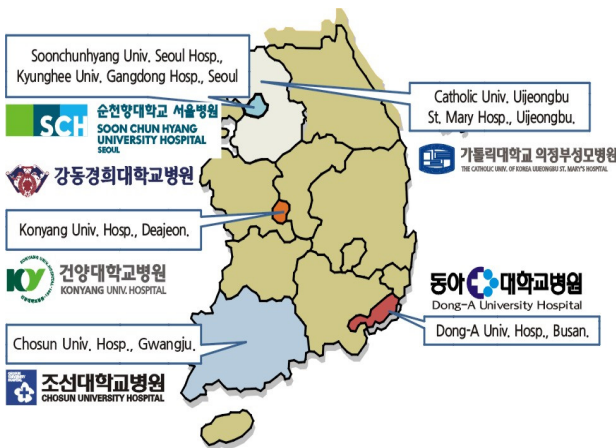 Soonchunhyang Univ. Seoul Hosp.,
Kyunghee Univ. Gangdong Hosp., Seoul
SCH 순천향대학교 서울병원
SOON CHUN HYANG
UNIVERSITY HOSPITAL
SEOUL
강동경희대학교병원
Catholic Univ. Uijeongbu
St. Mary Hosp., Uijeongbu.
가톨릭대학교 의정부성모병원
THE CATHOLIC UNIV. OF KOREA UIJEONGBU ST. MARY'S HOSPITAL
Konyang Univ. Hosp., Deajeon.
KY 건양대학교병원
KONYANG UNIV. HOSPITAL
동아대학교병원
Dong-A University Hospital
Dong-A Univ. Hosp., Busan.
Chosun Univ. Hosp., Gwangju.
조선대학교병원
CHOSUN UNIVERSITY HOSPITAL